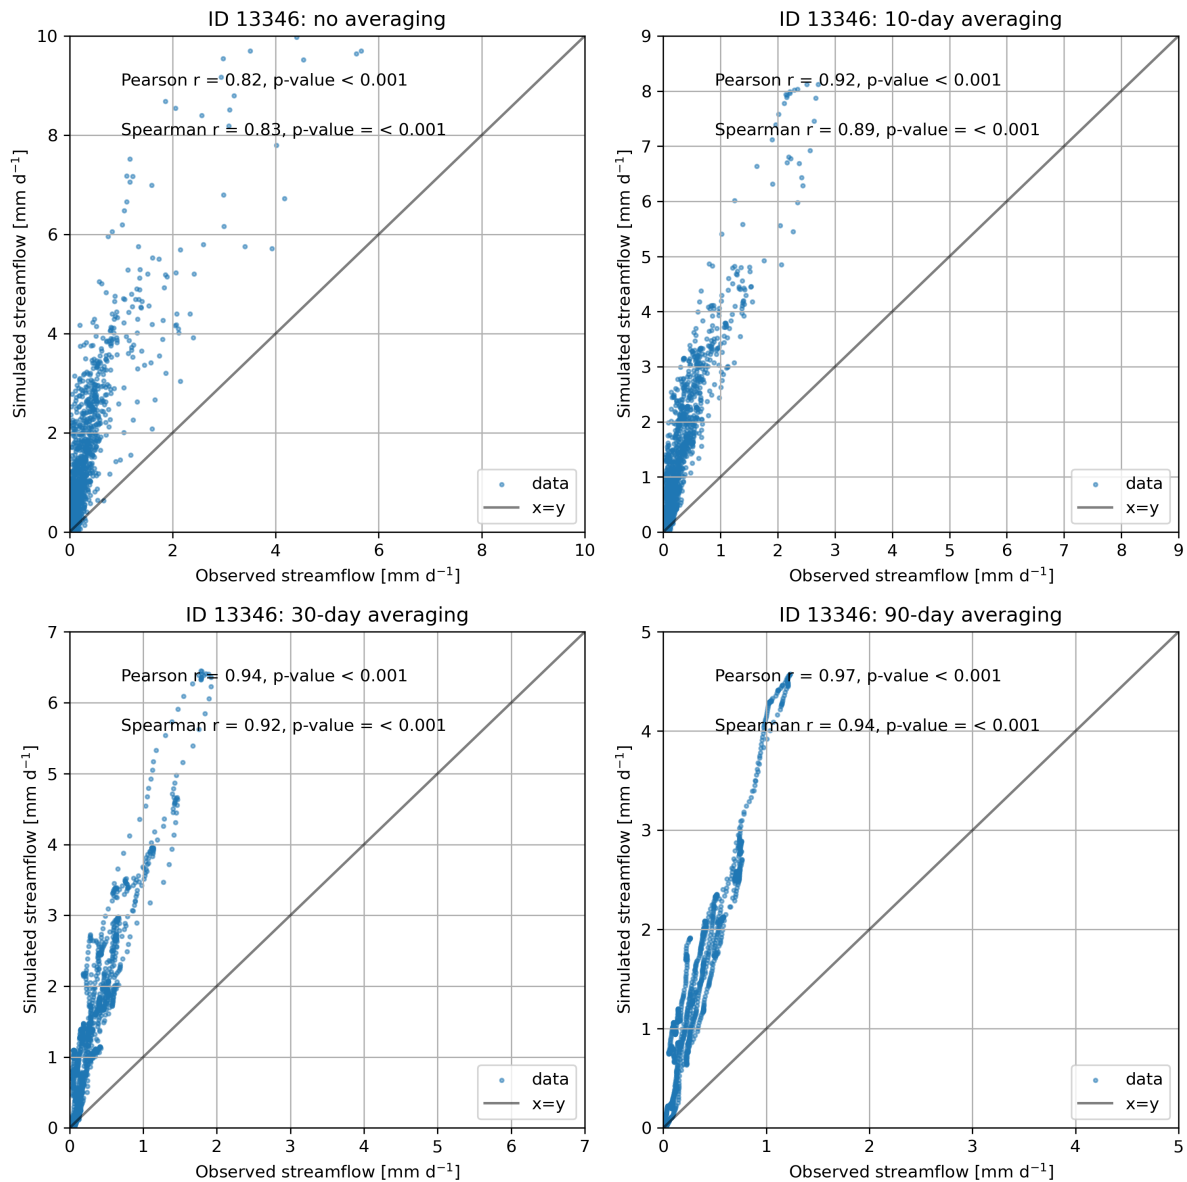 ID 13346: no averaging
Pearson r = 0.82, p-value < 0.001
Spearman r = 0.83, p-value = < 0.001
Simulated streamflow [mm d⁻¹]
0
2
4
6
8
10
0 2 4 6 8 10
Observed streamflow [mm d⁻¹]
data
x=y
ID 13346: 10-day averaging
Pearson r = 0.92, p-value < 0.001
Spearman r = 0.89, p-value = < 0.001
Simulated streamflow [mm d⁻¹]
0
1
2
3
4
5
6
7
8
9
0 1 2 3 4 5 6 7 8 9
Observed streamflow [mm d⁻¹]
data
x=y
ID 13346: 30-day averaging
Pearson r = 0.94, p-value < 0.001
Spearman r = 0.92, p-value = < 0.001
Simulated streamflow [mm d⁻¹]
0
1
2
3
4
5
6
7
0 1 2 3 4 5 6 7
Observed streamflow [mm d⁻¹]
data
x=y
ID 13346: 90-day averaging
Pearson r = 0.97, p-value < 0.001
Spearman r = 0.94, p-value = < 0.001
Simulated streamflow [mm d⁻¹]
0
1
2
3
4
5
0 1 2 3 4 5
Observed streamflow [mm d⁻¹]
data
x=y